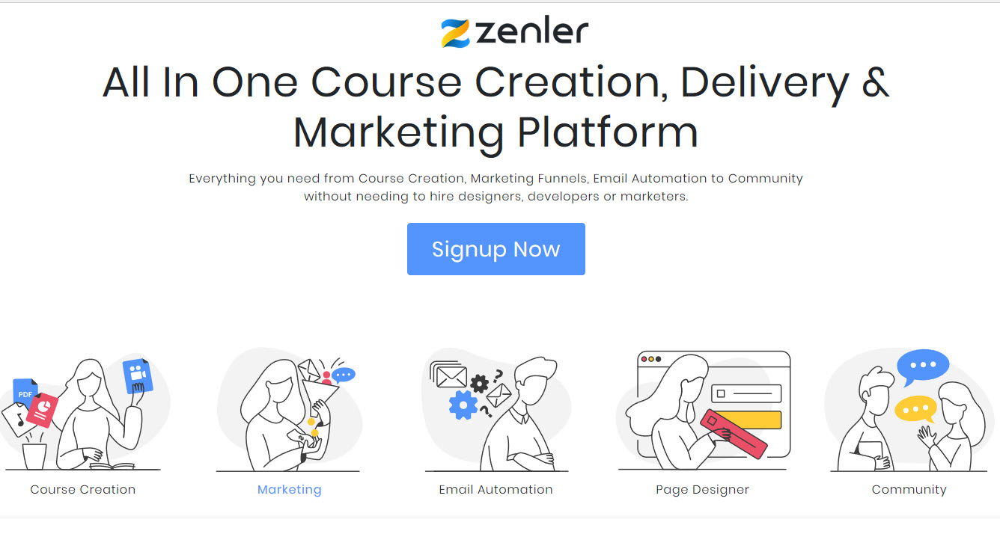 zenler
All In One Course Creation, Delivery &
Marketing Platform
Everything you need from Course Creation, Marketing Funnels, Email Automation to Community
without needing to hire designers, developers or marketers.
Signup Now
PDF
?
?
Course Creation
Marketing
Email Automation
Page Designer
Community